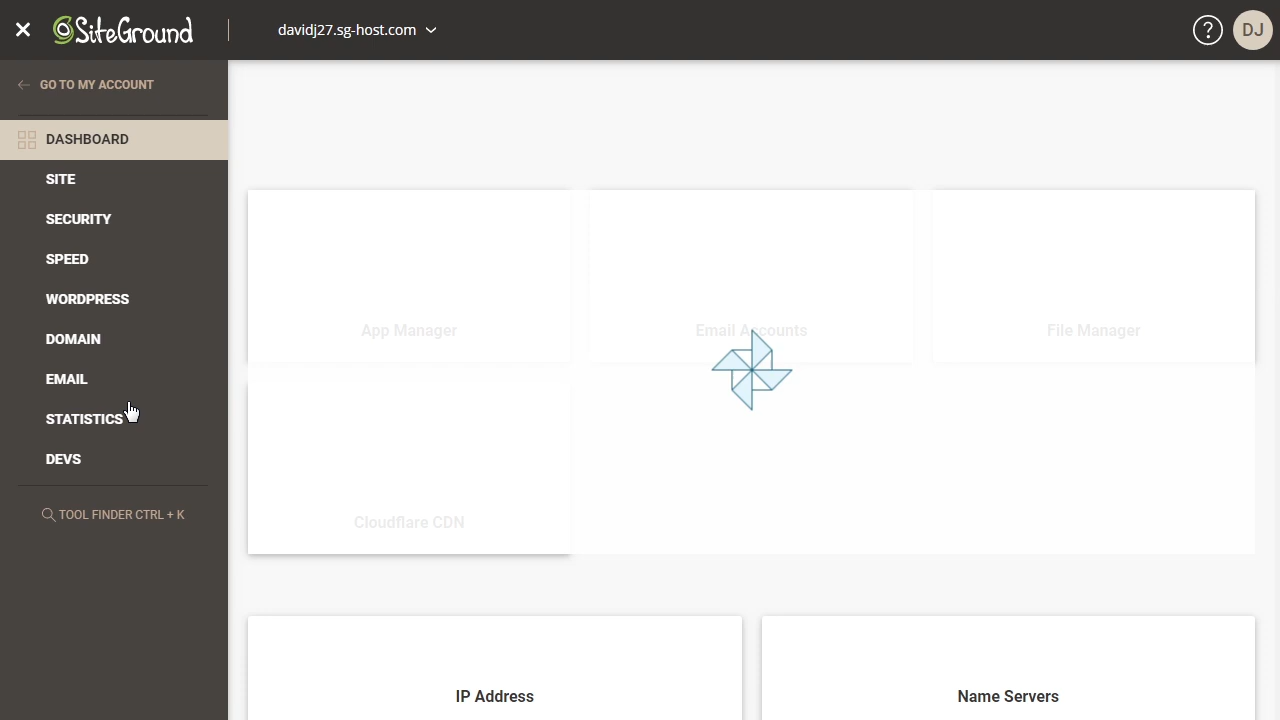 SiteGround
davidj27.sg-host.com
?
DJ
GO TO MY ACCOUNT
DASHBOARD
SITE
SECURITY
SPEED
WORDPRESS
DOMAIN
EMAIL
STATISTICS
DEVS
TOOL FINDER CTRL + K
App Manager
Email Accounts
File Manager
Cloudflare CDN
IP Address
Name Servers